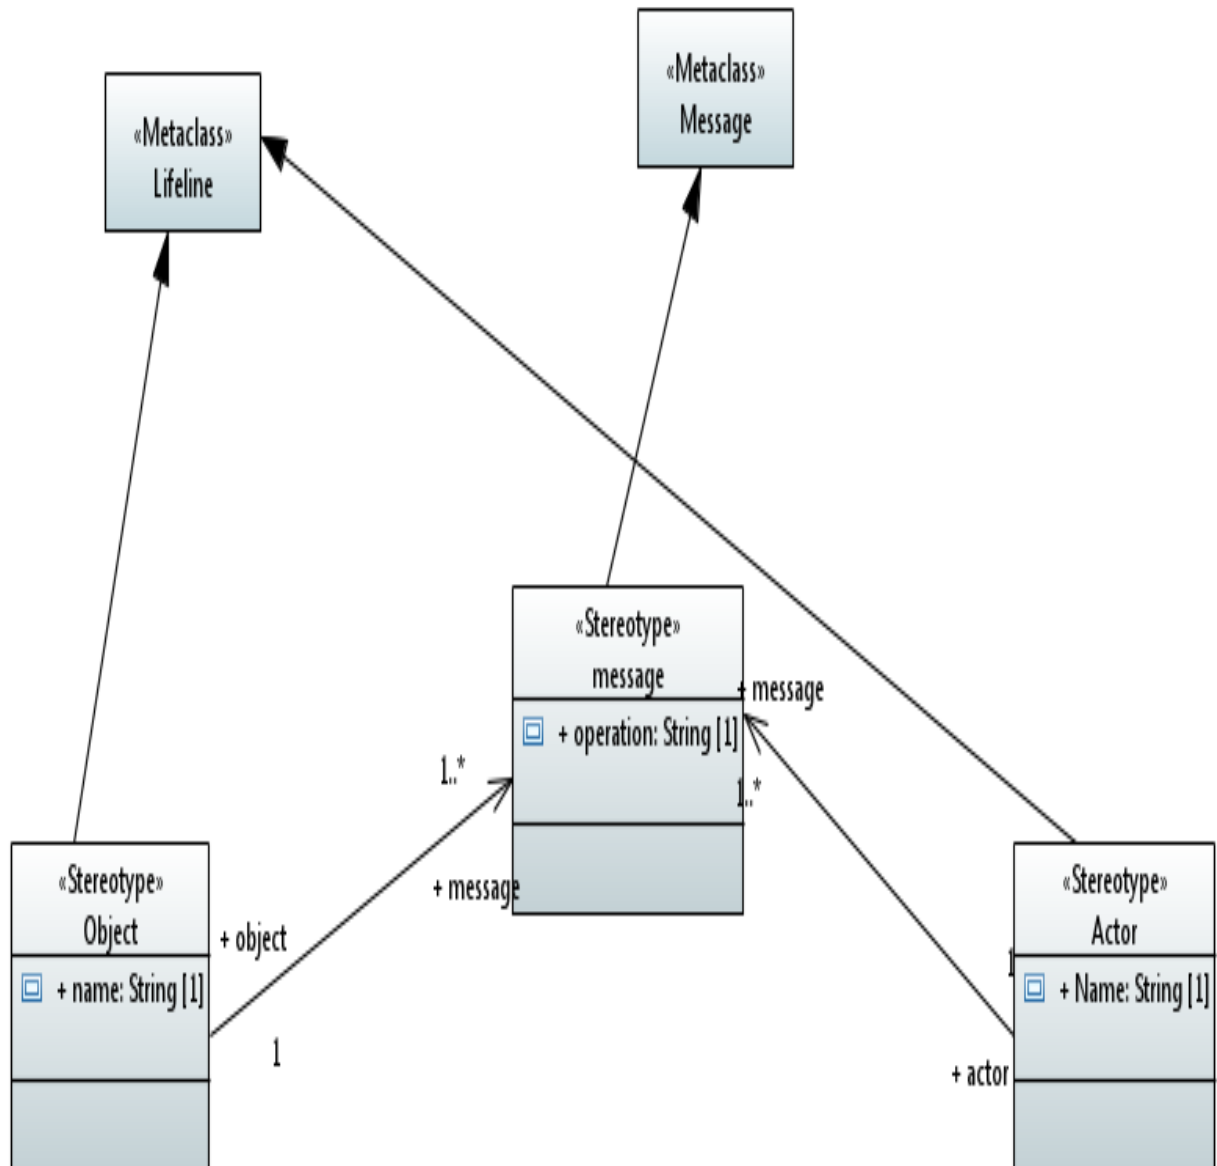 «Metaclass»
Message
«Metaclass»
Lifeline
«Stereotype»
message
+ operation: String [1]
+ message
1..*
1..*
+ message
«Stereotype»
Object
+ name: String [1]
+ object
1
«Stereotype»
Actor
+ Name: String [1]
1
+ actor